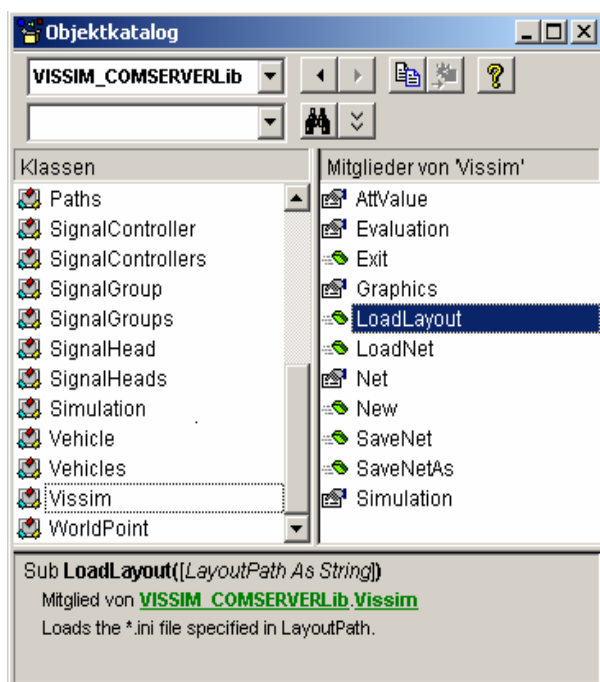 Objektkatalog
VISSIM_COMSERVERLib
Klassen
Paths
SignalController
SignalControllers
SignalGroup
SignalGroups
SignalHead
SignalHeads
Simulation
Vehicle
Vehicles
Vissim
WorldPoint
Mitglieder von 'Vissim'
AttValue
Evaluation
Exit
Graphics
LoadLayout
LoadNet
Net
New
SaveNet
SaveNetAs
Simulation
Sub LoadLayout([LayoutPath As String])
Mitglied von VISSIM_COMSERVERLib.Vissim
Loads the *.ini file specified in LayoutPath.